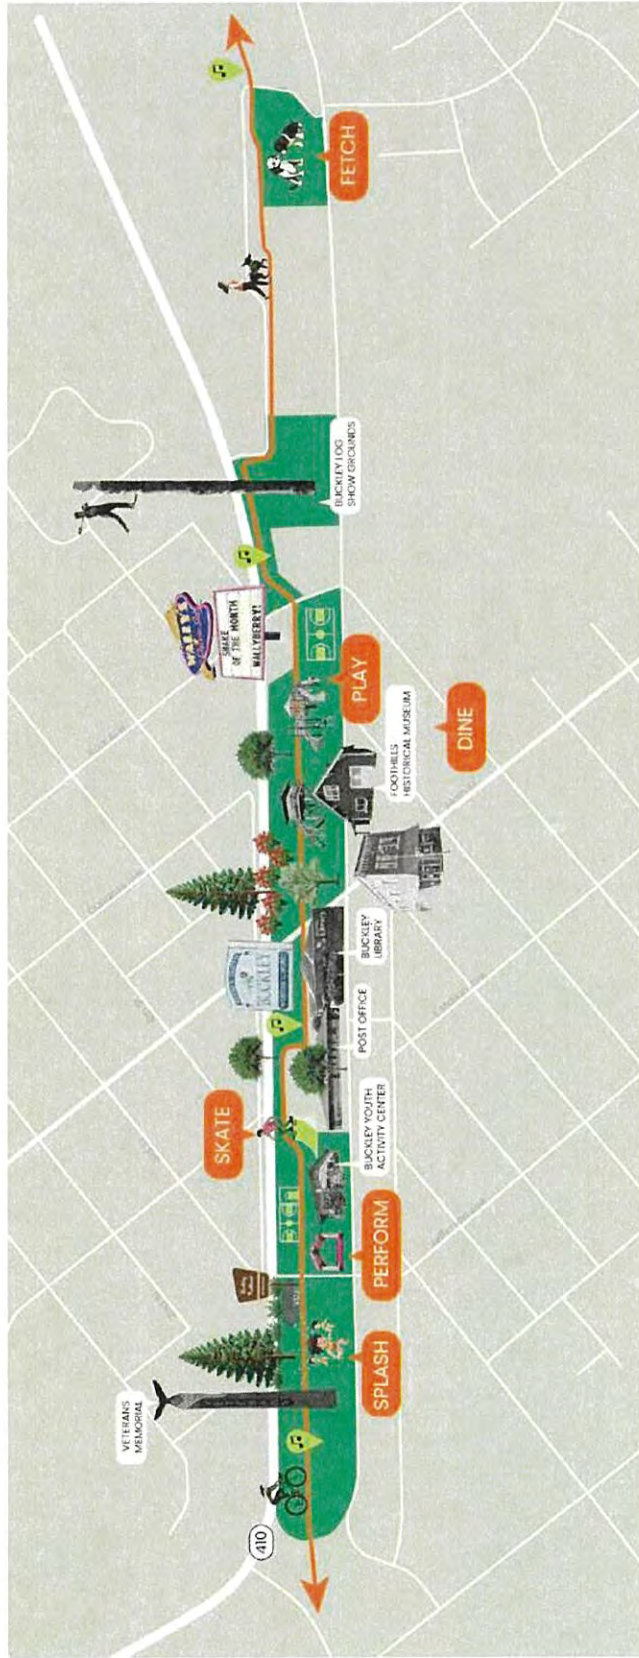 410
VETERANS
MEMORIAL
SPLASH
PERFORM
BUCKLEY YOUTH
ACTIVITY CENTER
SKATE
POST OFFICE
BUCKLEY
BUCKLEY
LIBRARY
FOOTHILLS
HISTORICAL MUSEUM
DINE
PLAY
WALLY'S
SHAKE
OF THE MONTH
WALLYBERRY!
BUCKLEY LOG
SHOW GROUNDS
FETCH